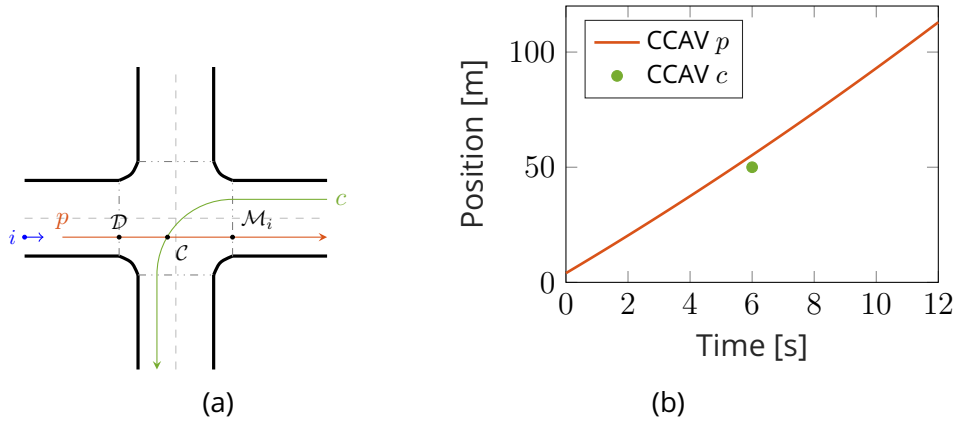 p
i
D
C
M_i
c
(a)
CCAV p
CCAV c
Position [m]
100
50
0
0 2 4 6 8 10 12
Time [s]
(b)